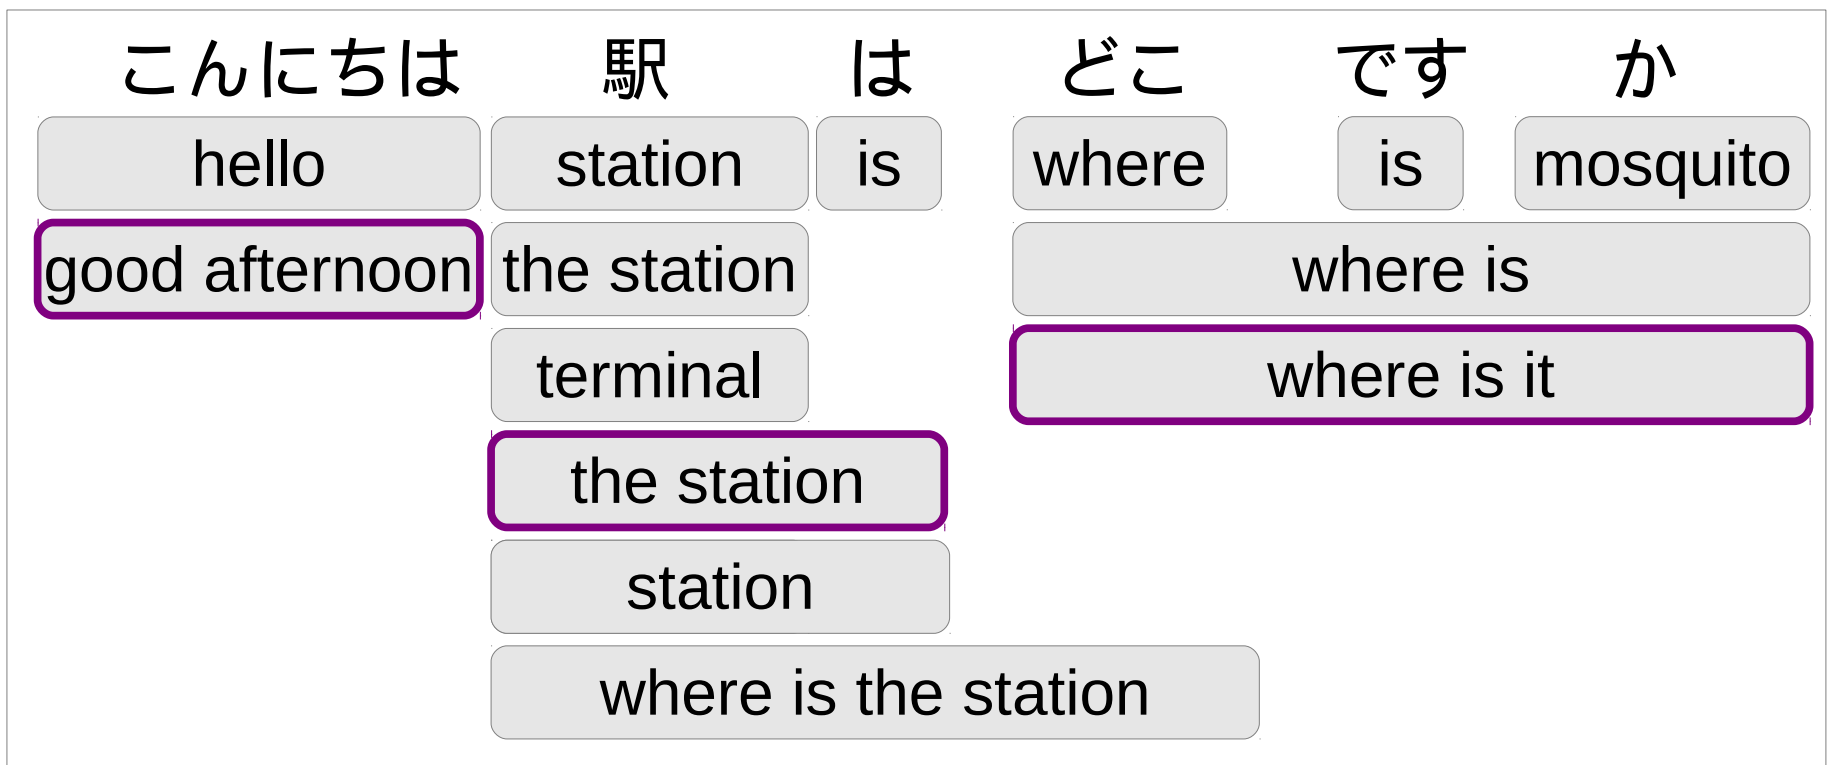 こんにちは 駅 は どこ です か
hello station is where is mosquito
good afternoon the station where is
terminal where is it
the station
station
where is the station